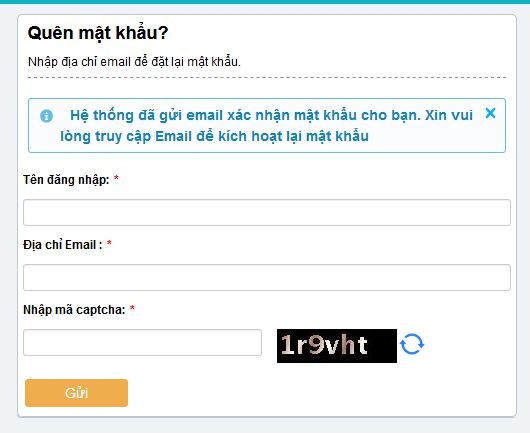 Quên mật khẩu?
Nhập địa chỉ email để đặt lại mật khẩu.
Hệ thống đã gửi email xác nhận mật khẩu cho bạn. Xin vui
lòng truy cập Email để kích hoạt lại mật khẩu
Tên đăng nhập: *
Địa chỉ Email : *
Nhập mã captcha: *
1r9vht
Gửi